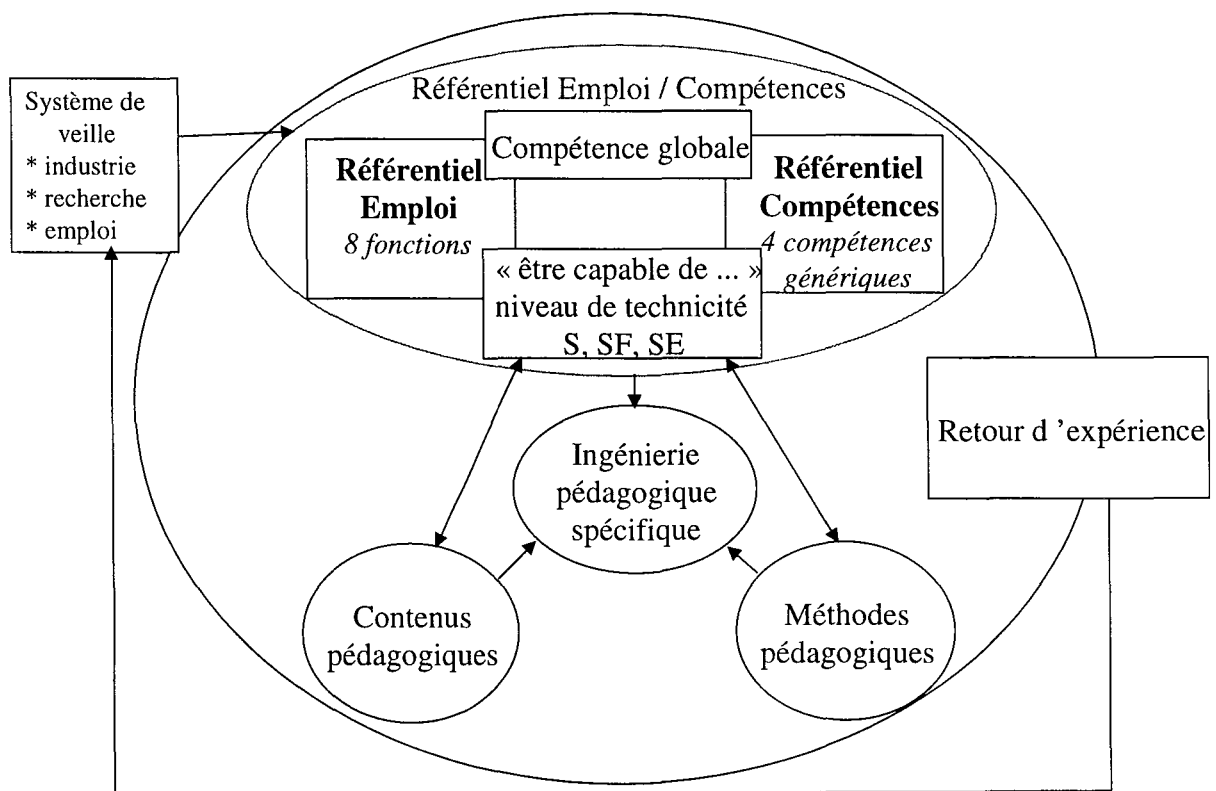 Référentiel Emploi / Compétences
Système de
veille
* industrie
* recherche
* emploi
Compétence globale
Référentiel
Emploi
8 fonctions
Référentiel
Compétences
4 compétences
génériques
« être capable de ... »
niveau de technicité
S, SF, SE
Retour d ’expérience
Ingénierie
pédagogique
spécifique
Contenus
pédagogiques
Méthodes
pédagogiques